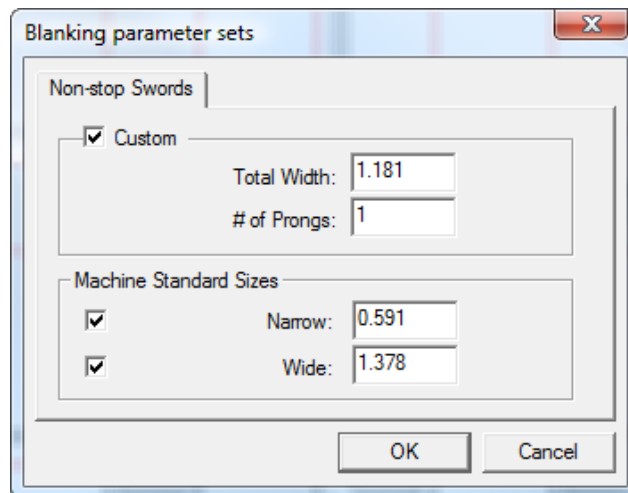 Blanking parameter sets
Non-stop Swords
Custom
Total Width: 1.181
# of Prongs: 1
Machine Standard Sizes
Narrow: 0.591
Wide: 1.378
OK Cancel